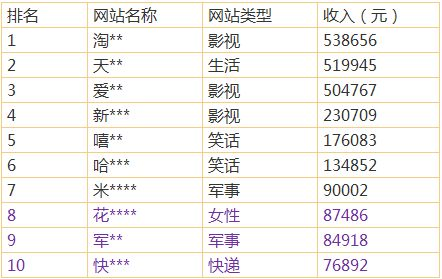 排名 网站名称 网站类型 收入（元）
1 淘** 影视 538656
2 天** 生活 519945
3 爱** 影视 504767
4 新*** 影视 230709
5 嘻** 笑话 176083
6 哈*** 笑话 134852
7 米**** 军事 90002
8 花**** 女性 87486
9 军** 军事 84918
10 快*** 快递 76892